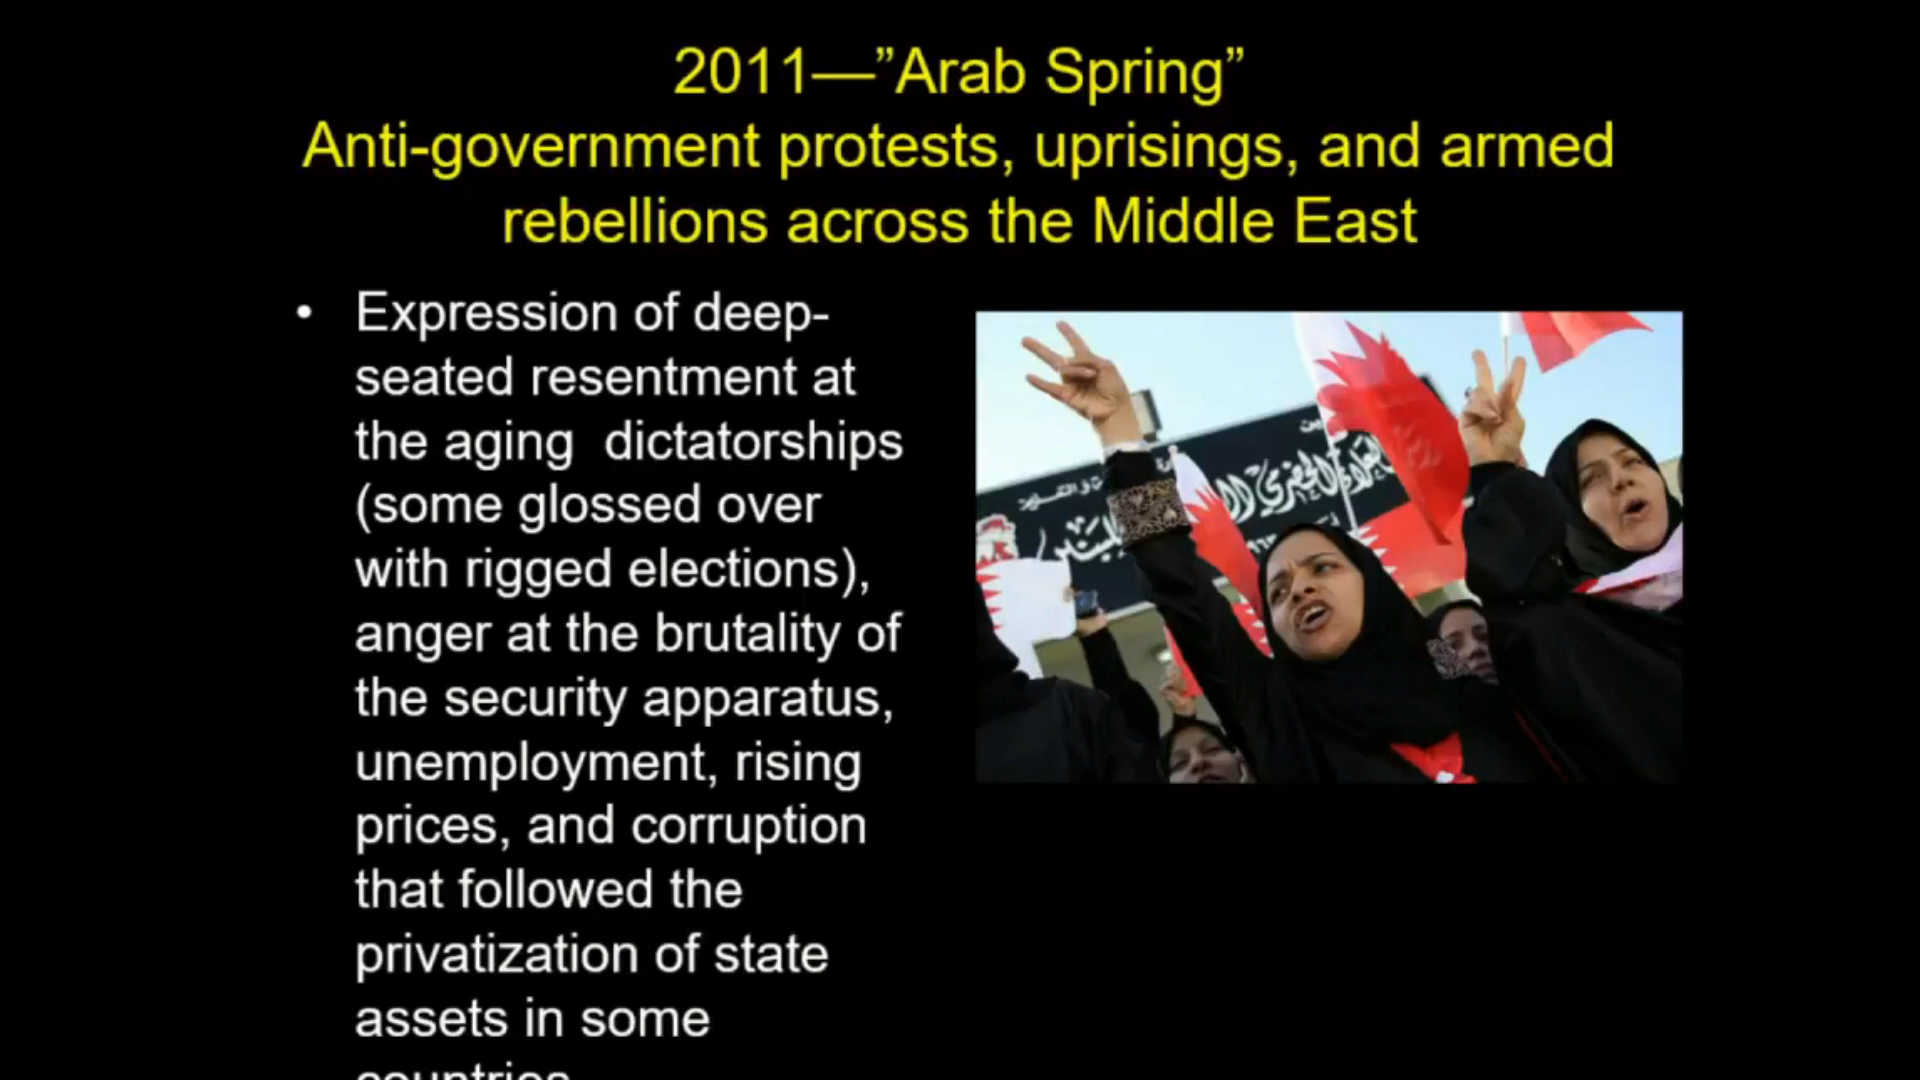 2011—”Arab Spring”
Anti-government protests, uprisings, and armed
rebellions across the Middle East
• Expression of deep-
seated resentment at
the aging dictatorships
(some glossed over
with rigged elections),
anger at the brutality of
the security apparatus,
unemployment, rising
prices, and corruption
that followed the
privatization of state
assets in some
countries